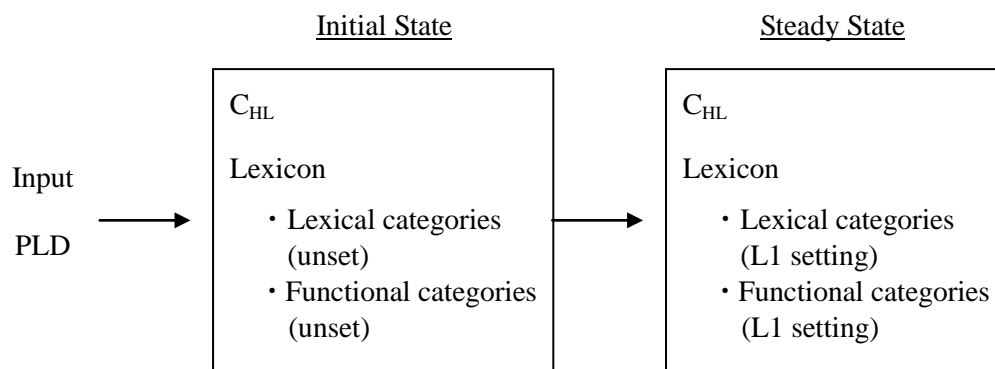 Initial State
Steady State
Input
PLD
C_HL
Lexicon
・Lexical categories
(unset)
・Functional categories
(unset)
C_HL
Lexicon
・Lexical categories
(L1 setting)
・Functional categories
(L1 setting)